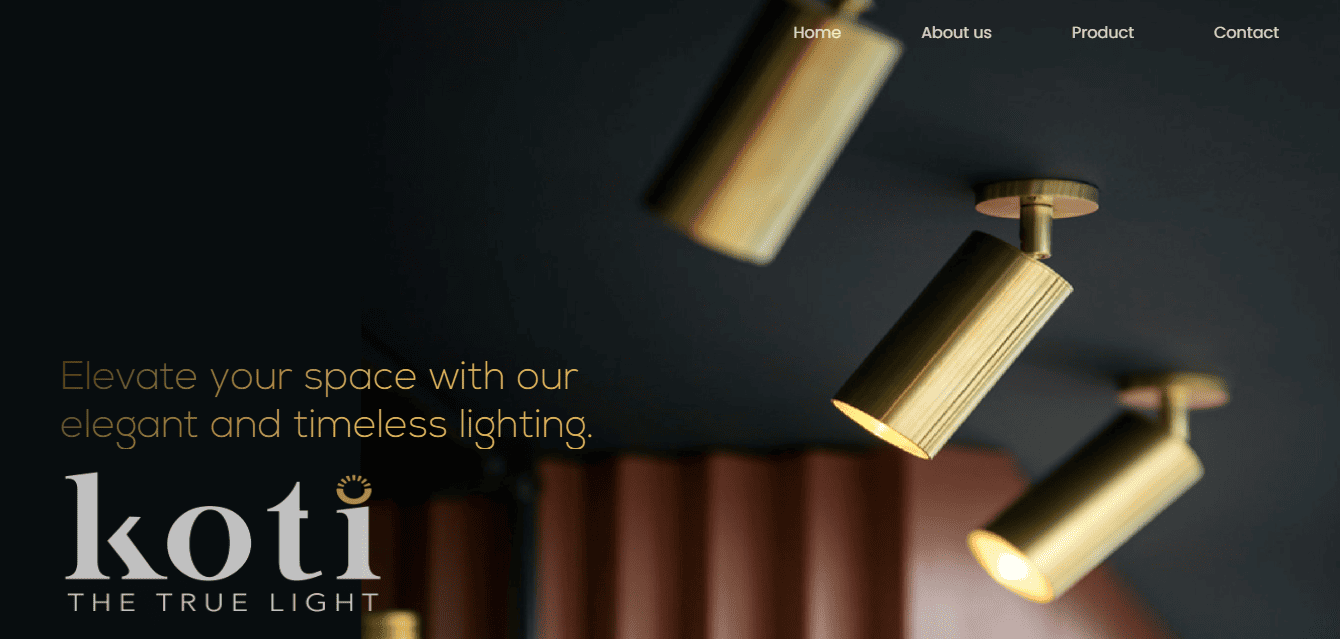 Home About us Product Contact
Elevate your space with our
elegant and timeless lighting.
koti
THE TRUE LIGHT